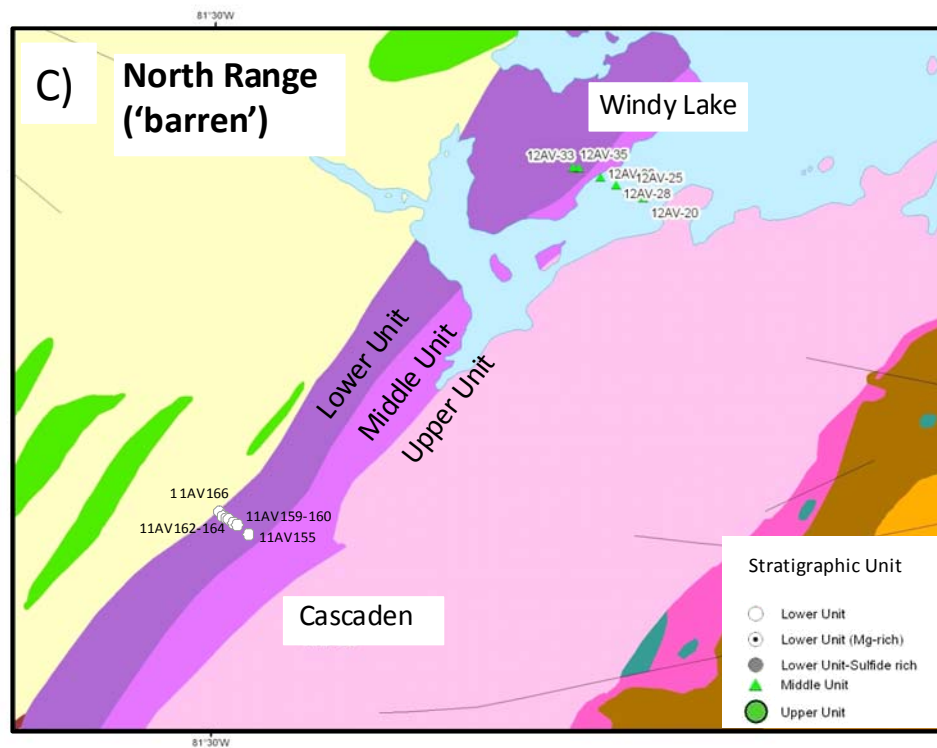 81°30'W
C)
North Range
('barren')
Windy Lake
12AV-33
12AV-35
12AV-25
12AV-28
12AV-20
Lower Unit
Middle Unit
Upper Unit
11AV166
11AV162-164
11AV159-160
11AV155
Cascaden
Stratigraphic Unit
Lower Unit
Lower Unit (Mg-rich)
Lower Unit-Sulfide rich
Middle Unit
Upper Unit
81°30'W